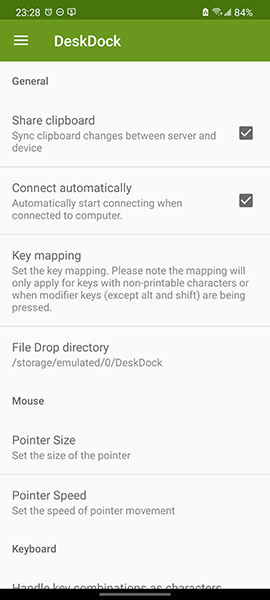 23:28 84%
DeskDock
General
Share clipboard
Sync clipboard changes between server and
device
Connect automatically
Automatically start connecting when
connected to computer.
Key mapping
Set the key mapping. Please note the mapping will
only apply for keys with non-printable characters or
when modifier keys (except alt and shift) are being
pressed.
File Drop directory
/storage/emulated/0/DeskDock
Mouse
Pointer Size
Set the size of the pointer
Pointer Speed
Set the speed of pointer movement
Keyboard
Handle key combinations as characters